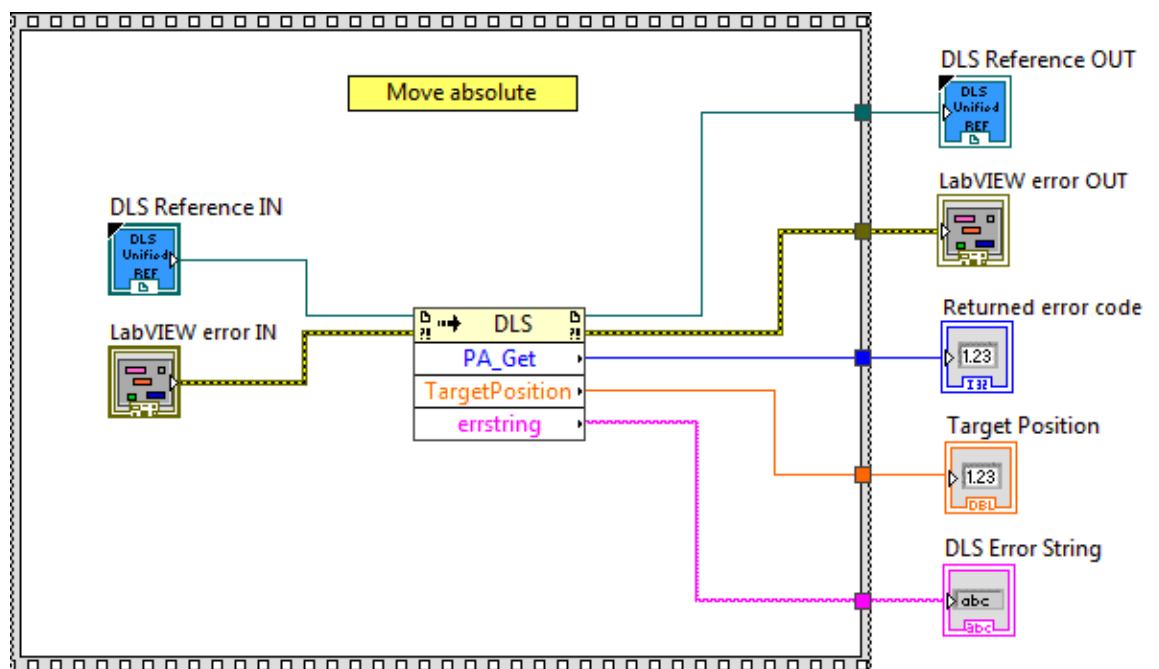 Move absolute
DLS Reference OUT
DLS
Unified
REF
LabVIEW error OUT
DLS Reference IN
DLS
Unified
REF
LabVIEW error IN
?!
DLS
?!
PA_Get
TargetPosition
errstring
Returned error code
1.23
I32
Target Position
1.23
DBL
DLS Error String
abc
abc